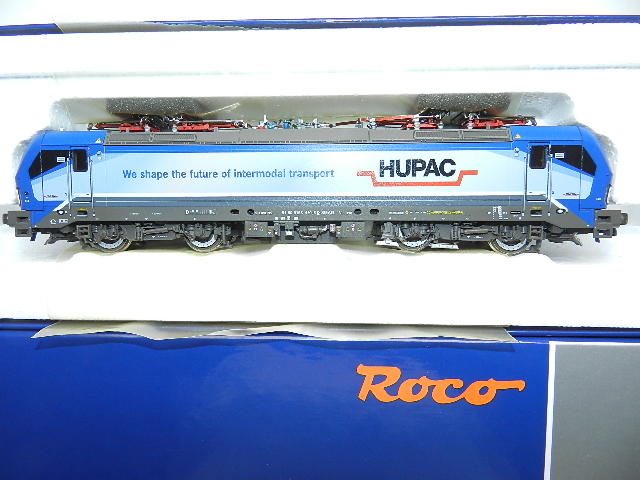 We shape the future of intermodal transport
HUPAC
Roco